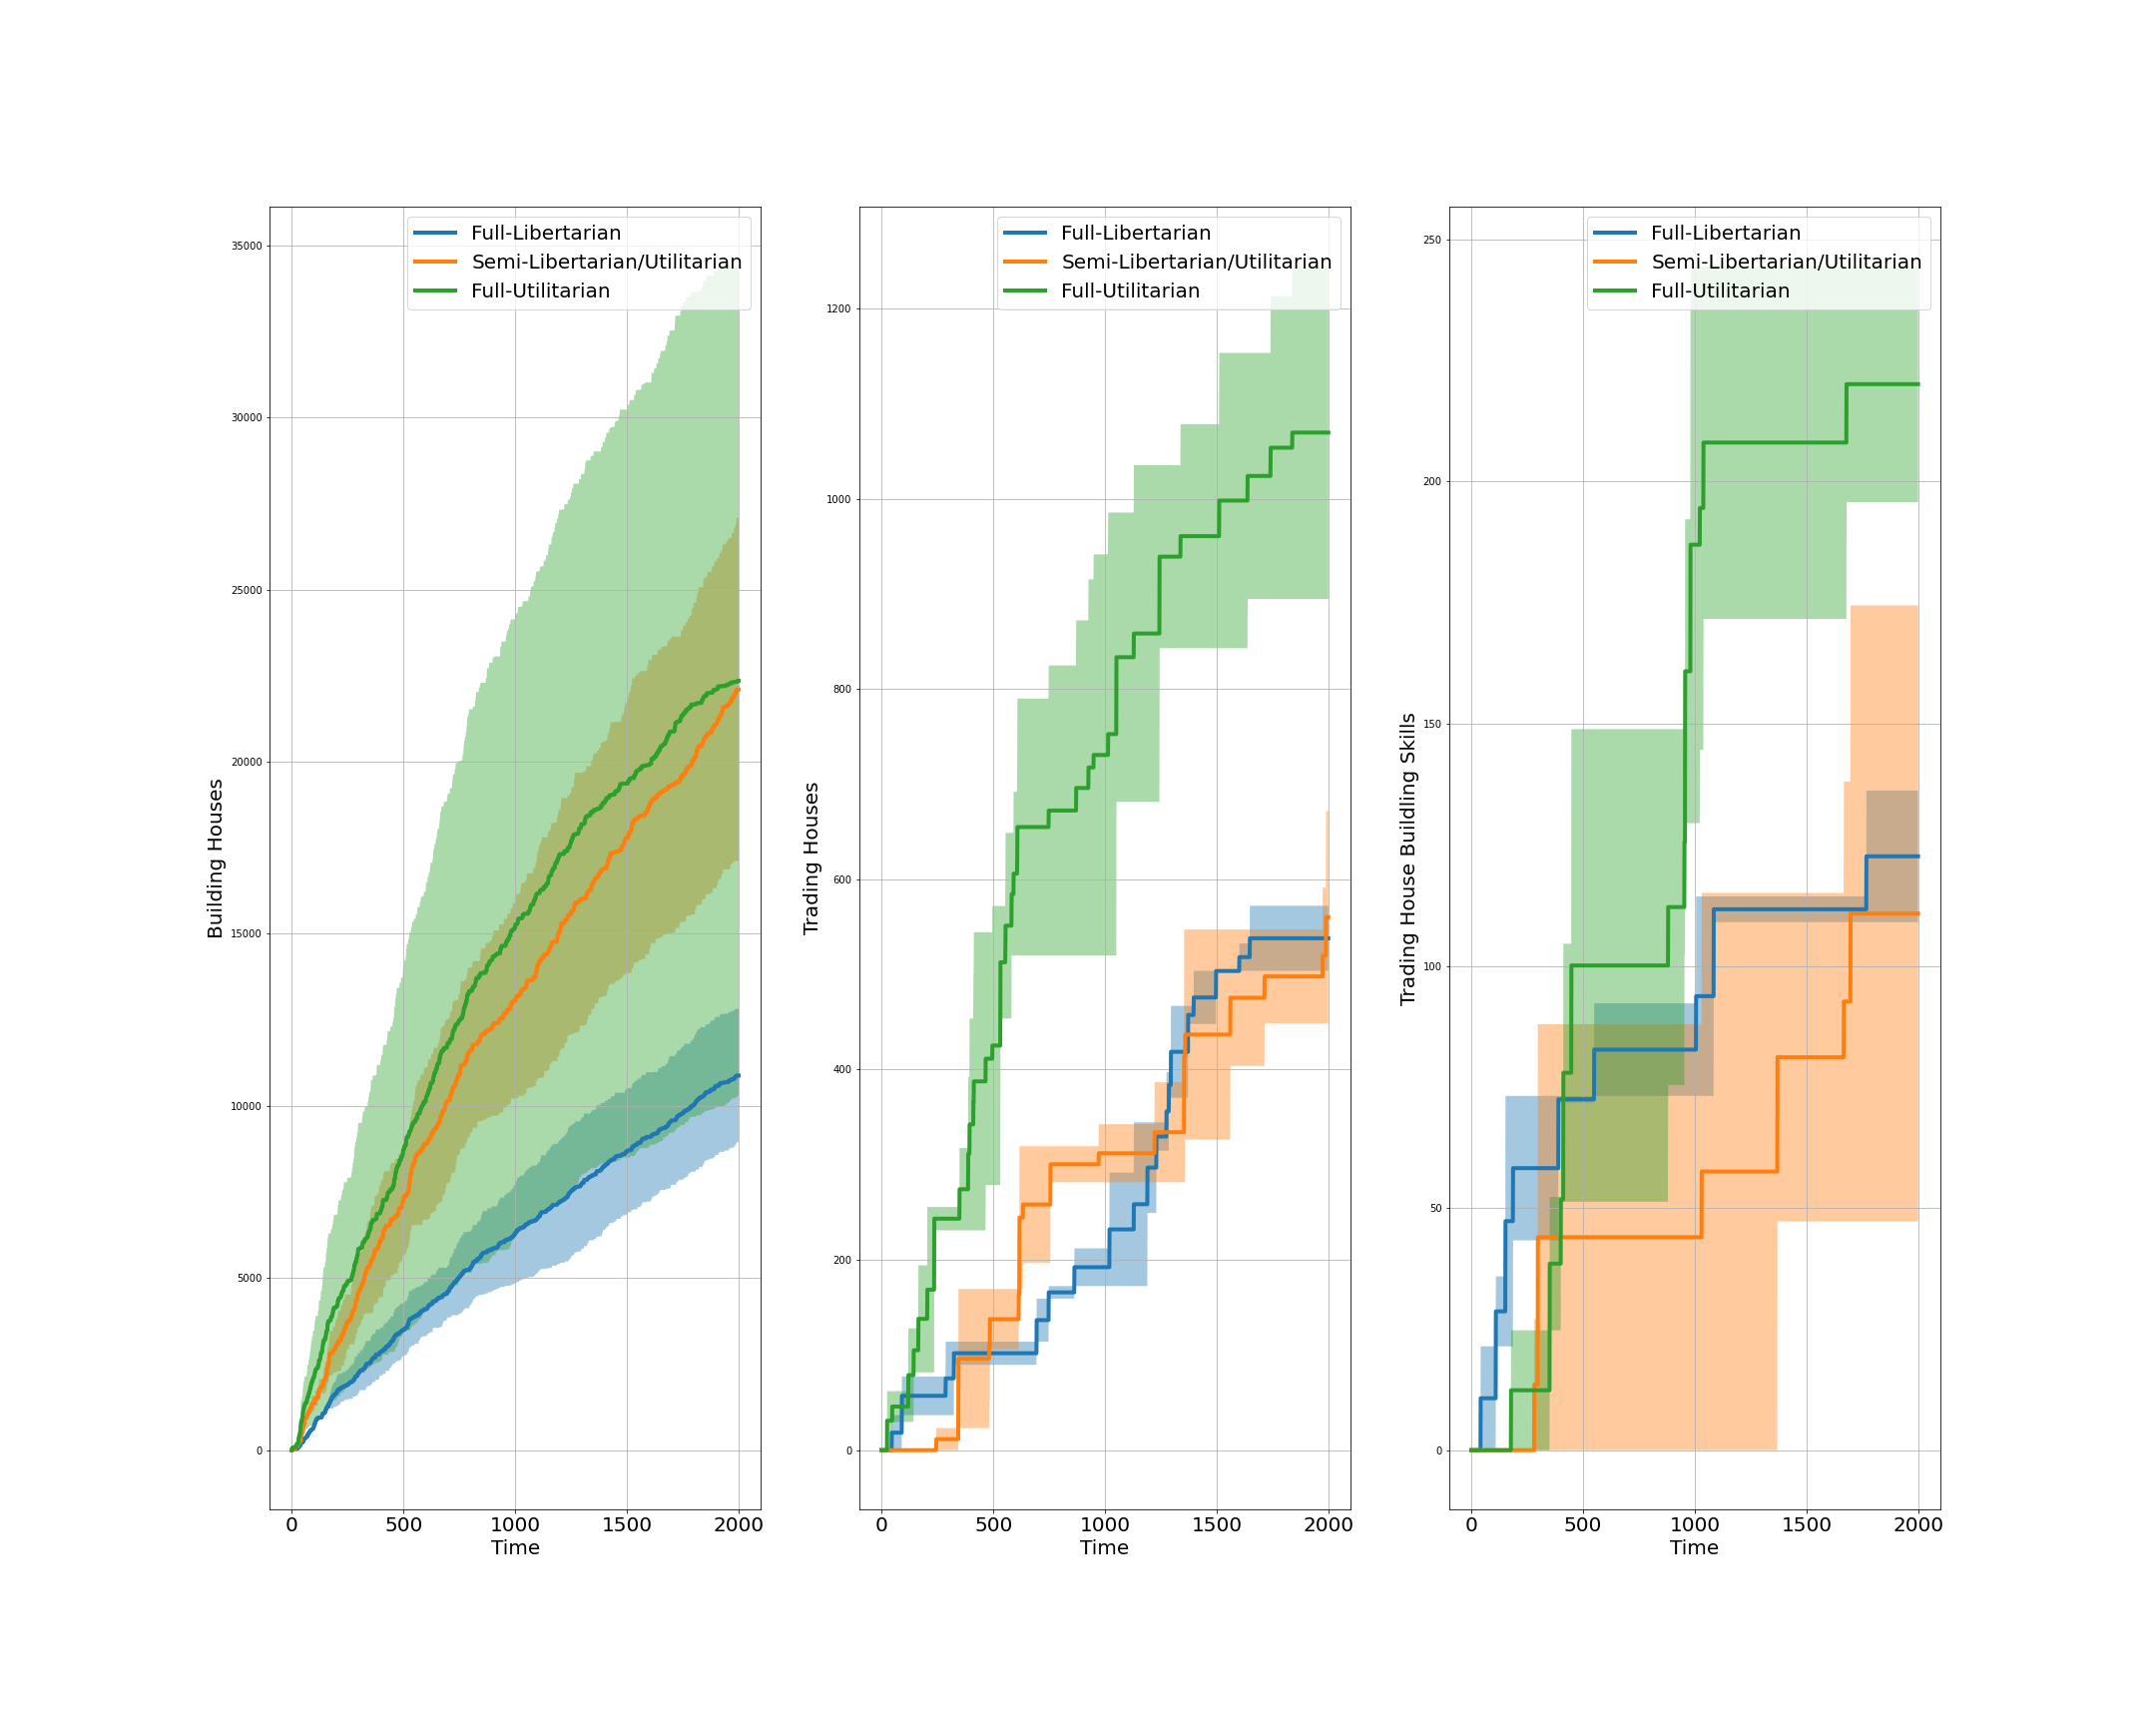 Full-Libertarian
Semi-Libertarian/Utilitarian
Full-Utilitarian
35000
30000
25000
20000
15000
10000
5000
0
Building Houses
0 500 1000 1500 2000
Time
Full-Libertarian
Semi-Libertarian/Utilitarian
Full-Utilitarian
1200
1000
800
600
400
200
0
Trading Houses
0 500 1000 1500 2000
Time
Full-Libertarian
Semi-Libertarian/Utilitarian
Full-Utilitarian
250
200
150
100
50
0
Trading House Buildling Skills
0 500 1000 1500 2000
Time